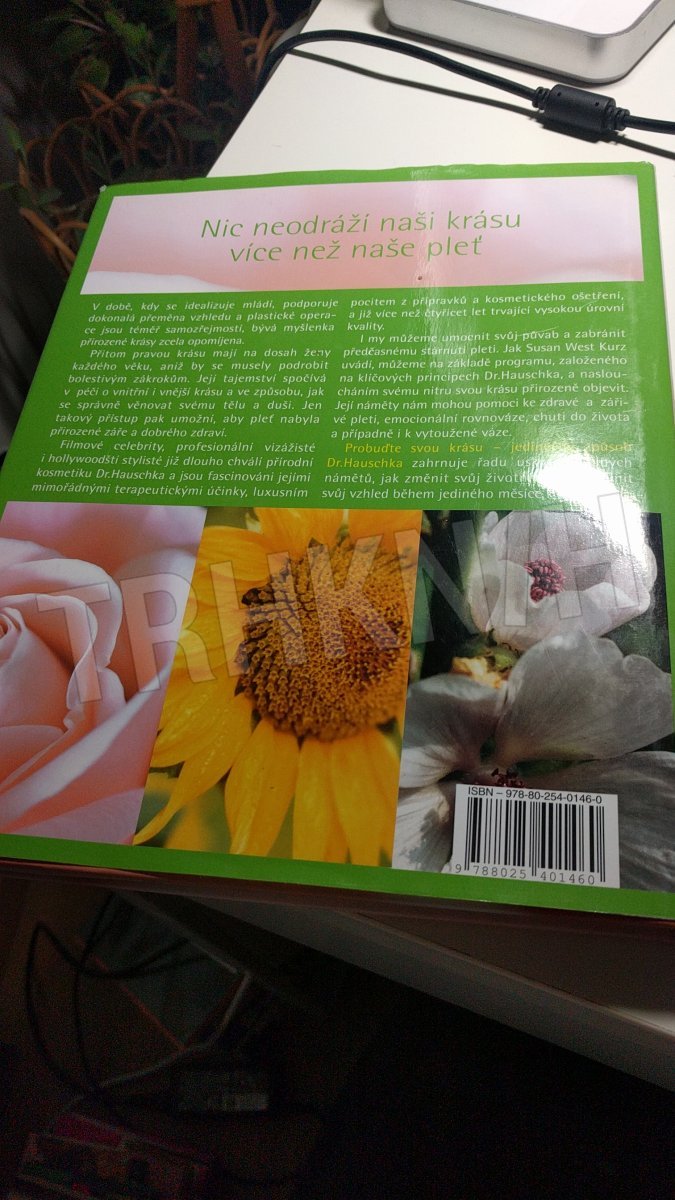 Nic neodráží naši krásu
více než naše pleť
V době, kdy se idealizuje mládí, podporuje
dokonalá přeměna vzhledu a plastické opera-
ce jsou téměř samozřejmostí, bývá myšlenka
přirozené krásy zcela opomíjena.
Přitom pravou krásu mají na dosah ženy
každého věku, aniž by se musely podrobit
bolestivým zákrokům. Její tajemství spočívá
v péči o vnitřní i vnější krásu a ve způsobu, jak
se správně věnovat svému tělu a duši. Jen
takový přístup pak umožní, aby pleť nabyla
přirozené záře a dobrého zdraví.
Filmové celebrity, profesionální vizážisté
i hollywoodští stylisté již dlouho chválí přírodní
kosmetiku Dr.Hauschka a jsou fascinováni jejími
mimořádnými terapeutickými účinky, luxusním
pocitem z přípravků a kosmetického ošetření,
a již více než čtyřicet let trvající vysokou úrovní
kvality.
I my můžeme umocnit svůj půvab a zabránit
předčasnému stárnutí pleti. Jak Susan West Kurz
uvádí, můžeme na základě programu, založeného
na klíčových principech Dr.Hauschka, a naslou-
cháním svému nitru svou krásu přirozeně objevit.
Její náměty nám mohou pomoci ke zdravé a záři-
vé pleti, emocionální rovnováze, chuti do života
a případně i k vytoužené váze.
Probuďte svou krásu – jedinečný způsob
Dr.Hauschka zahrnuje řadu
námětů, jak změnit svůj život
svůj vzhled během jediného měsíce
TRHKNIH
ISBN – 978-80-254-0146-0
9 788025 401460